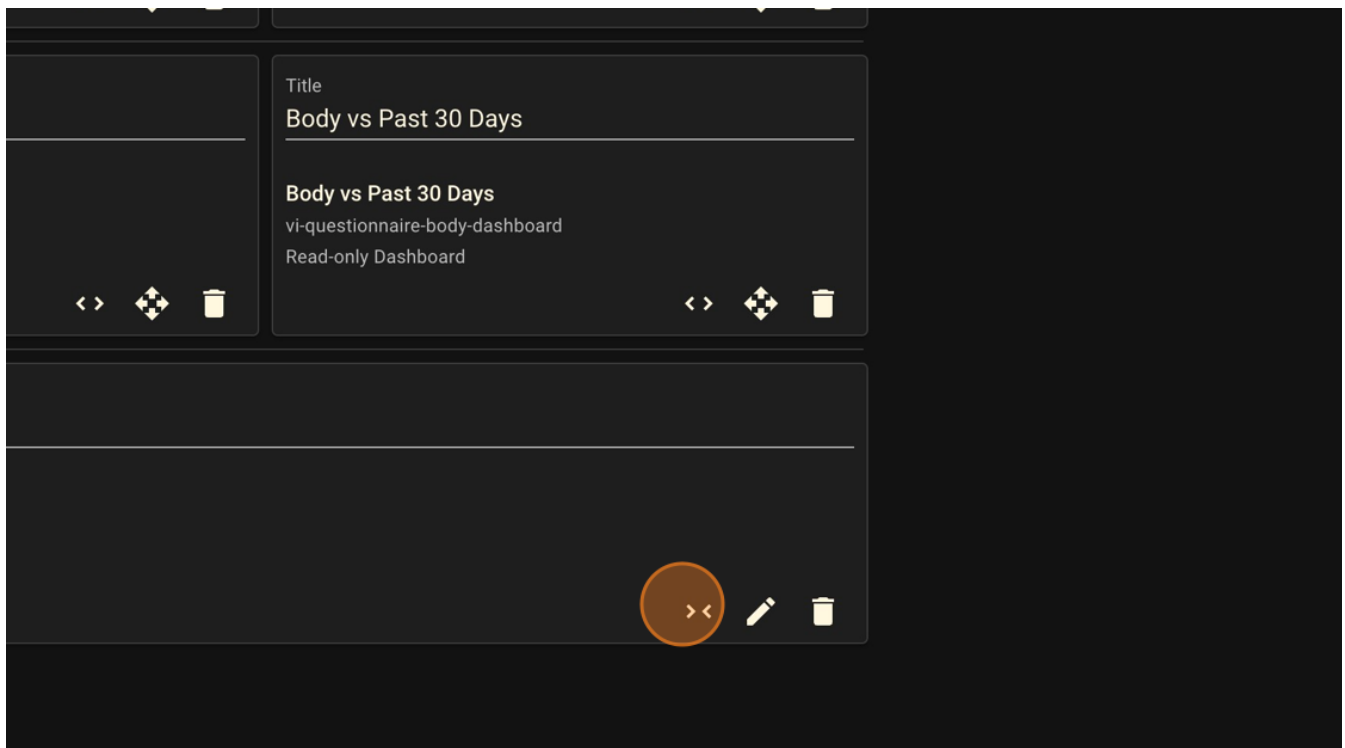 Title
Body vs Past 30 Days
Body vs Past 30 Days
vi-questionnaire-body-dashboard
Read-only Dashboard